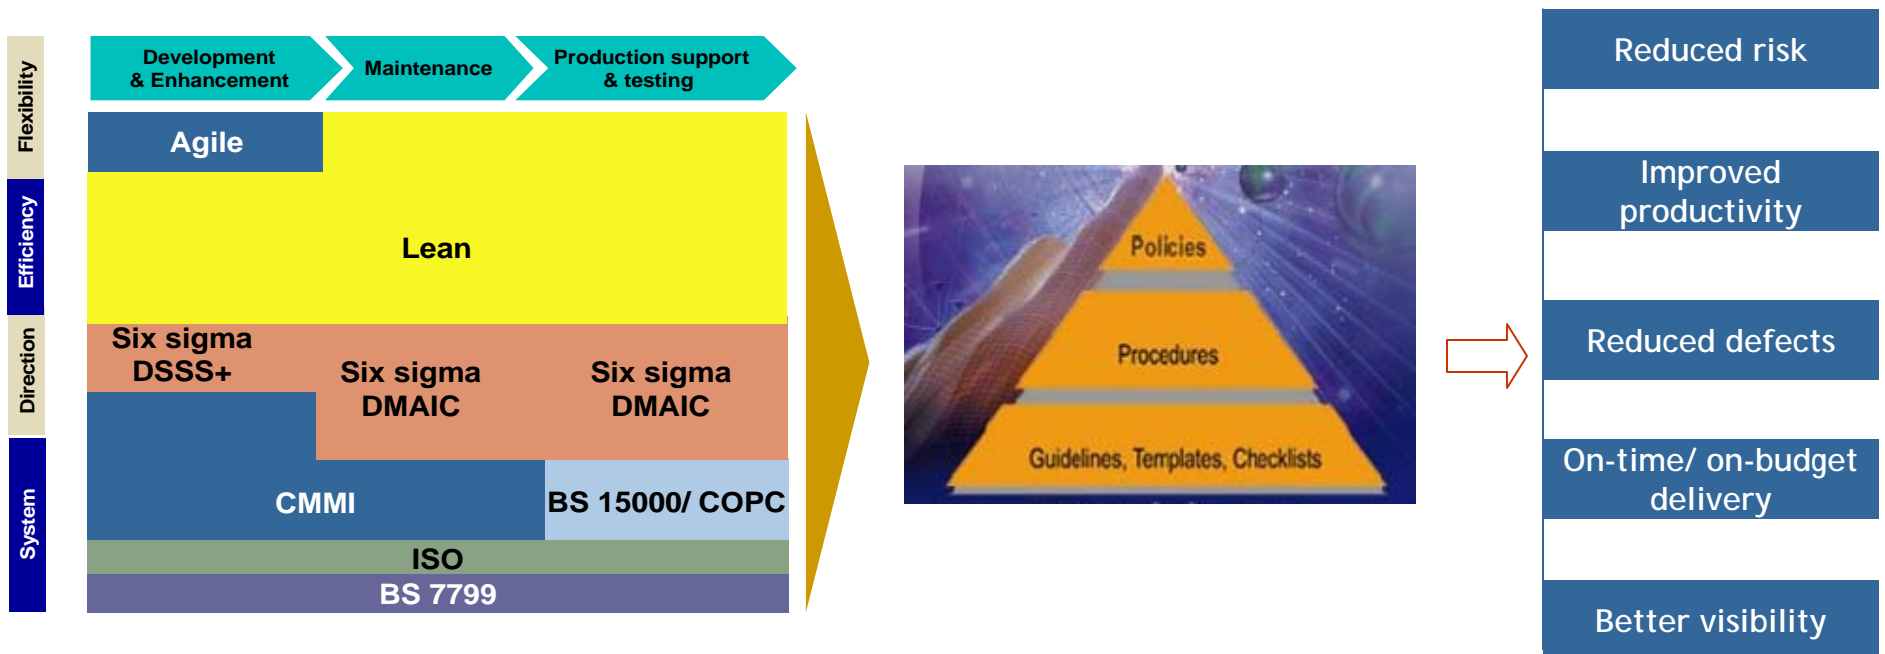 Flexibility
Efficiency
Direction
System
Development
& Enhancement
Maintenance
Production support
& testing
Agile
Lean
Six sigma
DSSS+
Six sigma
DMAIC
Six sigma
DMAIC
CMMI
BS 15000/ COPC
ISO
BS 7799
Policies
Procedures
Guidelines, Templates, Checklists
Reduced risk
Improved
productivity
Reduced defects
On-time/ on-budget
delivery
Better visibility